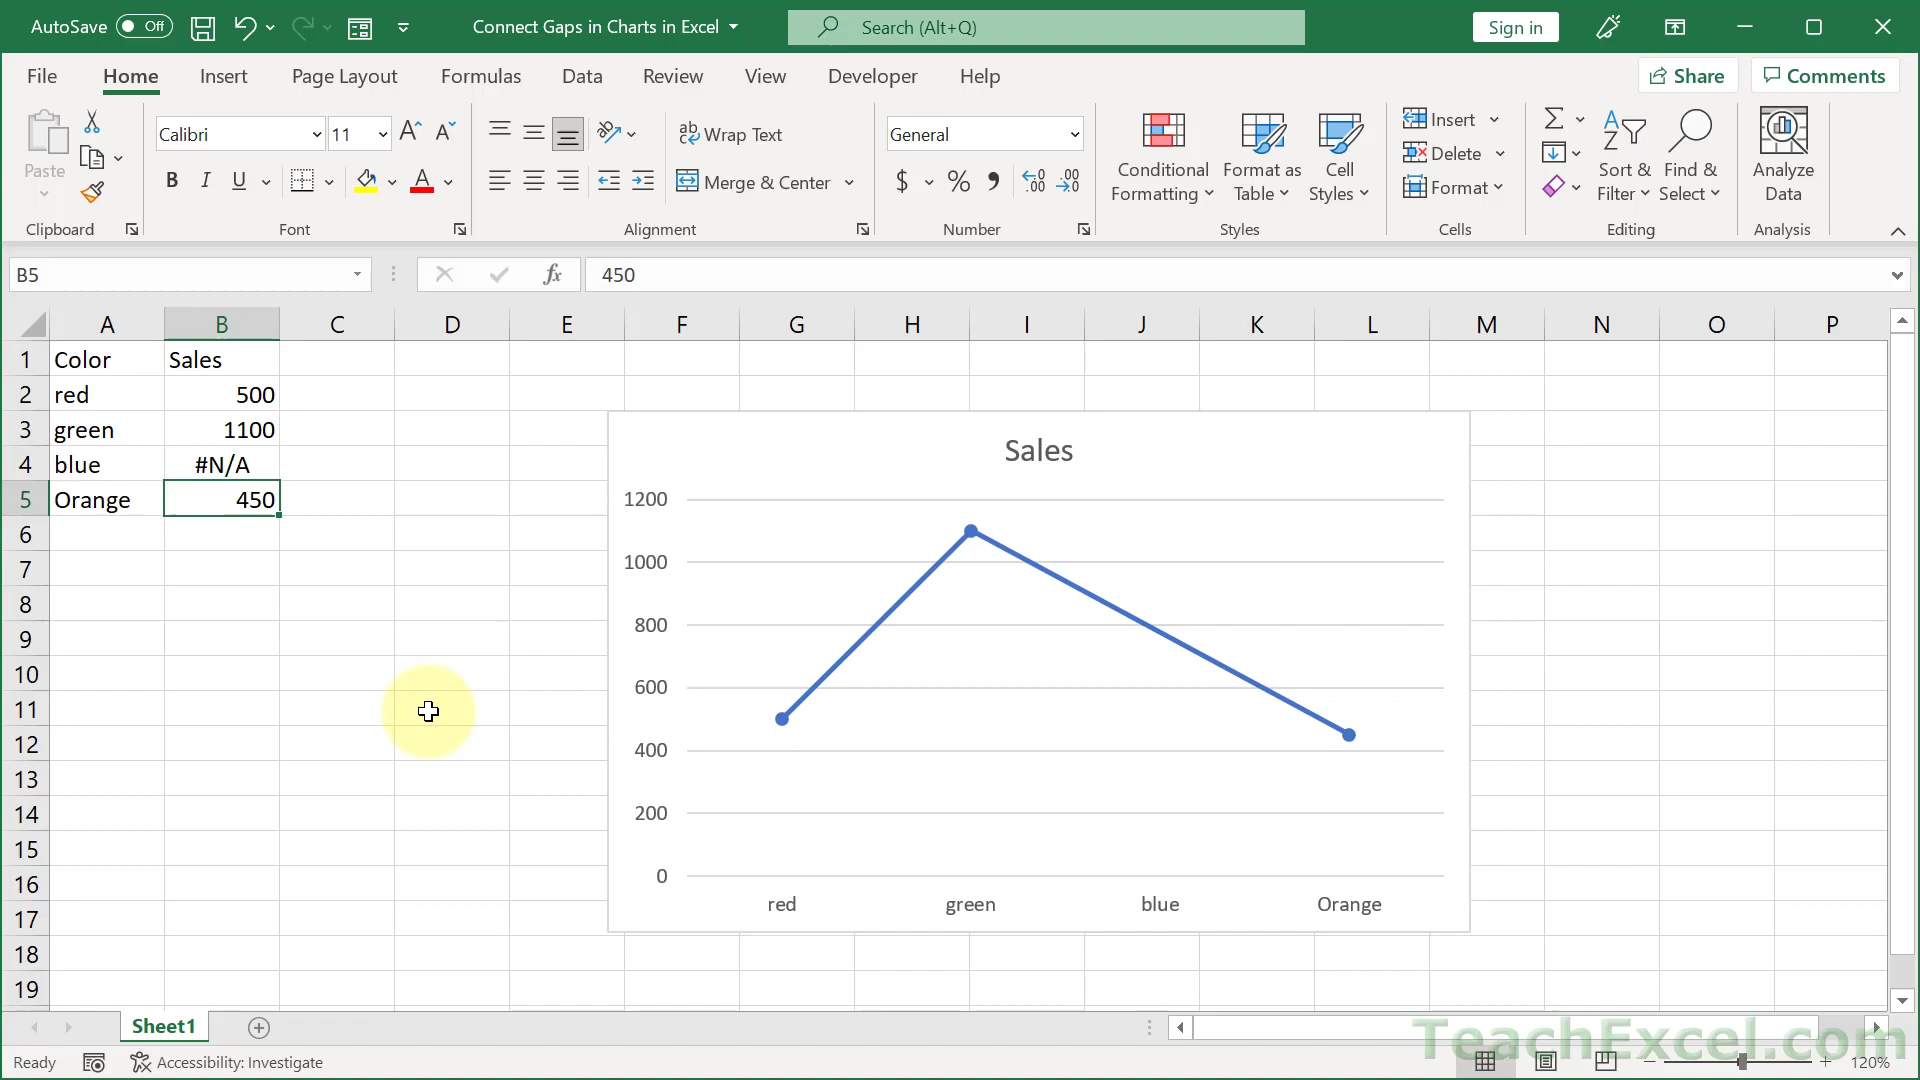 AutoSave Off Connect Gaps in Charts in Excel Search (Alt+Q) Sign in
File Home Insert Page Layout Formulas Data Review View Developer Help Share Comments
Paste Calibri 11 A A ab Wrap Text General Conditional Formatting Format as Table Cell Styles Insert Delete Format Sort & Filter Find & Select Analyze Data
B I U A Merge & Center $ % .00 .00
Clipboard Font Alignment Number Styles Cells Editing Analysis
B5 fx 450
A B C D E F G H I J K L M N O P
1 Color Sales
2 red 500
3 green 1100
4 blue #N/A
5 Orange 450
6
7
8
9
10
11
12
13
14
15
16
17
18
19
Sales
1200
1000
800
600
400
200
0
red green blue Orange
Sheet1
TeachExcel.com
Ready Accessibility: Investigate 120%